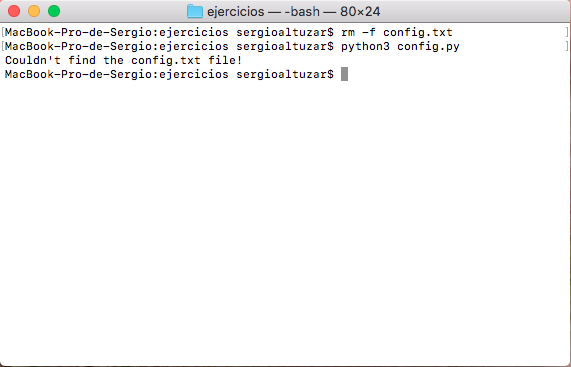 ejercicios — -bash — 80×24
[MacBook-Pro-de-Sergio:ejercicios sergioaltuzar$ rm -f config.txt ]
[MacBook-Pro-de-Sergio:ejercicios sergioaltuzar$ python3 config.py ]
Couldn't find the config.txt file!
MacBook-Pro-de-Sergio:ejercicios sergioaltuzar$